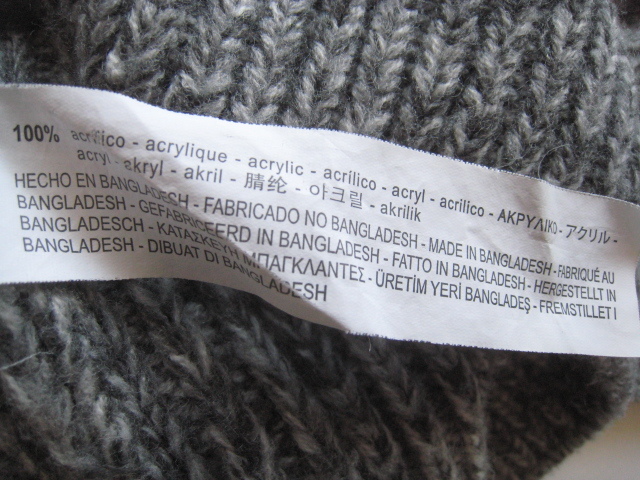 100% acrílico - acrylique - acrylic - acrílico - acryl - acrilico - ΑΚΡΥΛΙΚΟ - アクリル -
acryl - akryl - akril - 腈纶 - 아크릴 - akrilik
HECHO EN BANGLADESH - FABRICADO NO BANGLADESH - MADE IN BANGLADESH - FABRIQUÉ AU
BANGLADESH - GEFABRICEERD IN BANGLADESH - FATTO IN BANGLADESH - HERGESTELLT IN
BANGLADESCH - ΚΑΤΑΣΚΕΥΗ ΜΠΑΓΚΛΑΝΤΕΣ - ÜRETİM YERİ BANGLADEŞ - FREMSTILLET I
BANGLADESH - DIBUAT DI BANGLADESH